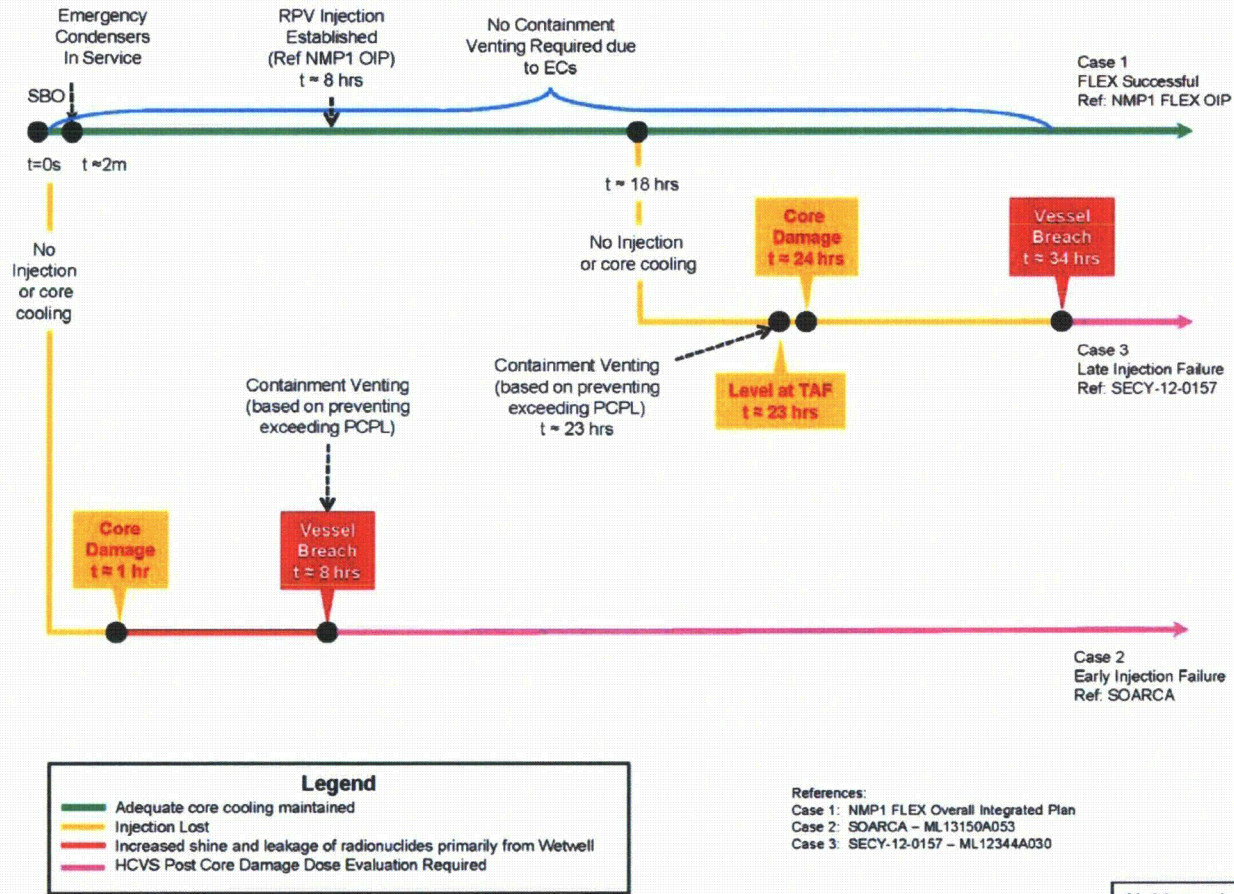 Emergency
Condensers
In Service
RPV Injection
Established
(Ref NMP1 OIP)
t ≈ 8 hrs
No Containment
Venting Required due
to ECs
Case 1
FLEX Successful
Ref: NMP1 FLEX OIP
SBO
t=0s
t ≈2m
t ≈ 18 hrs
No
Injection
or core
cooling
No Injection
or core cooling
Core
Damage
t ≈ 24 hrs
Vessel
Breach
t ≈ 34 hrs
Containment Venting
(based on preventing
exceeding PCPL)
t ≈ 23 hrs
Level at TAF
t ≈ 23 hrs
Case 3
Late Injection Failure
Ref: SECY-12-0157
Containment Venting
(based on preventing
exceeding PCPL)
Core
Damage
t ≈ 1 hr
Vessel
Breach
t ≈ 8 hrs
Case 2
Early Injection Failure
Ref: SOARCA
Legend
Adequate core cooling maintained
Injection Lost
Increased shine and leakage of radionuclides primarily from Wetwell
HCVS Post Core Damage Dose Evaluation Required
References:
Case 1: NMP1 FLEX Overall Integrated Plan
Case 2: SOARCA – ML13150A053
Case 3: SECY-12-0157 – ML12344A030